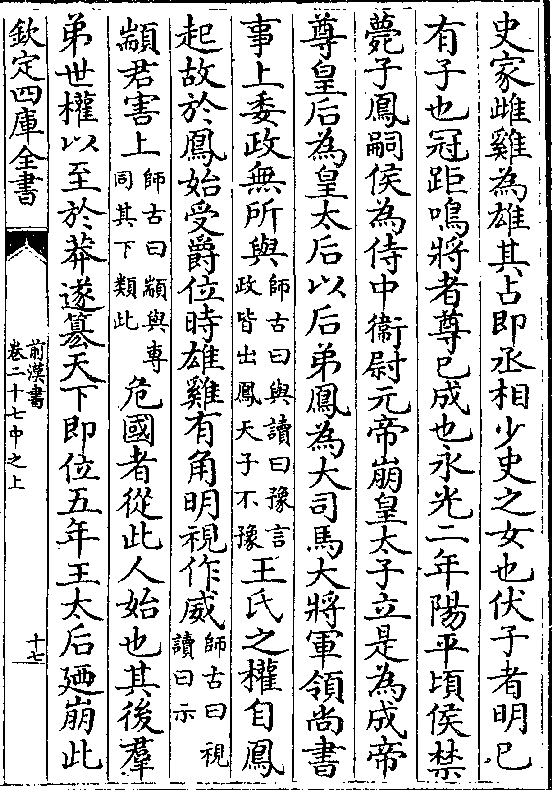 史家雌雞為雄其占即丞相少史之女也伏子者明已
有子也冠距鳴將者尊已成也永光二年陽平頃侯禁
薨子鳳嗣侯為侍中衞尉元帝崩皇太子立是為成帝
尊皇后為皇太后以后弟鳳為大司馬大將軍領尚書
事上委政無所與師古曰與讀曰豫言政皆出鳳天子不豫王氏之權自鳳
起故於鳳始受爵位時雄雞有角明視作威師古曰視讀曰示
顓君害上師古曰顓與專同其下類此危國者從此人始也其後羣
弟世權以至於莽遂篡天下即位五年王太后廼崩此
欽定四庫全書
前漢書
卷二十七中之上
十七